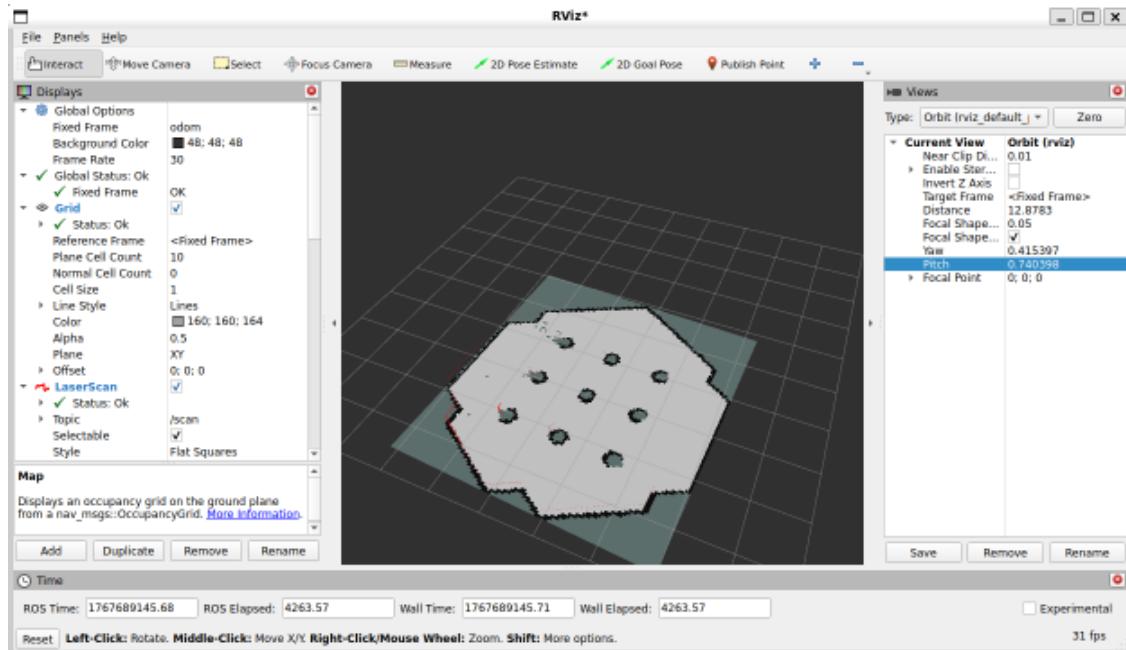 RViz*
File Panels Help
Interact Move Camera Select Focus Camera Measure 2D Pose Estimate 2D Goal Pose Publish Point
Displays
Global Options
Fixed Frame odom
Background Color 48; 48; 48
Frame Rate 30
Global Status: Ok
Fixed Frame OK
Grid
Status: Ok
Reference Frame <Fixed Frame>
Plane Cell Count 10
Normal Cell Count 0
Cell Size 1
Line Style Lines
Color 160; 160; 164
Alpha 0.5
Plane XY
Offset 0; 0; 0
LaserScan
Status: Ok
Topic /scan
Selectable
Style Flat Squares
Map
Displays an occupancy grid on the ground plane
from a nav_msgs::OccupancyGrid. More Information.
Add Duplicate Remove Rename
Views
Type: Orbit (rviz_default_ Zero
Current View Orbit (rviz)
Near Clip Di... 0.01
Enable Ster...
Invert Z Axis
Target Frame <Fixed Frame>
Distance 12.8783
Focal Shape... 0.05
Focal Shape...
Yaw 0.415397
Pitch 0.740398
Focal Point 0; 0; 0
Save Remove Rename
Time
ROS Time: 1767689145.68 ROS Elapsed: 4263.57 Wall Time: 1767689145.71 Wall Elapsed: 4263.57 Experimental
Reset Left-Click: Rotate. Middle-Click: Move X/Y. Right-Click/Mouse Wheel: Zoom. Shift: More options. 31 fps